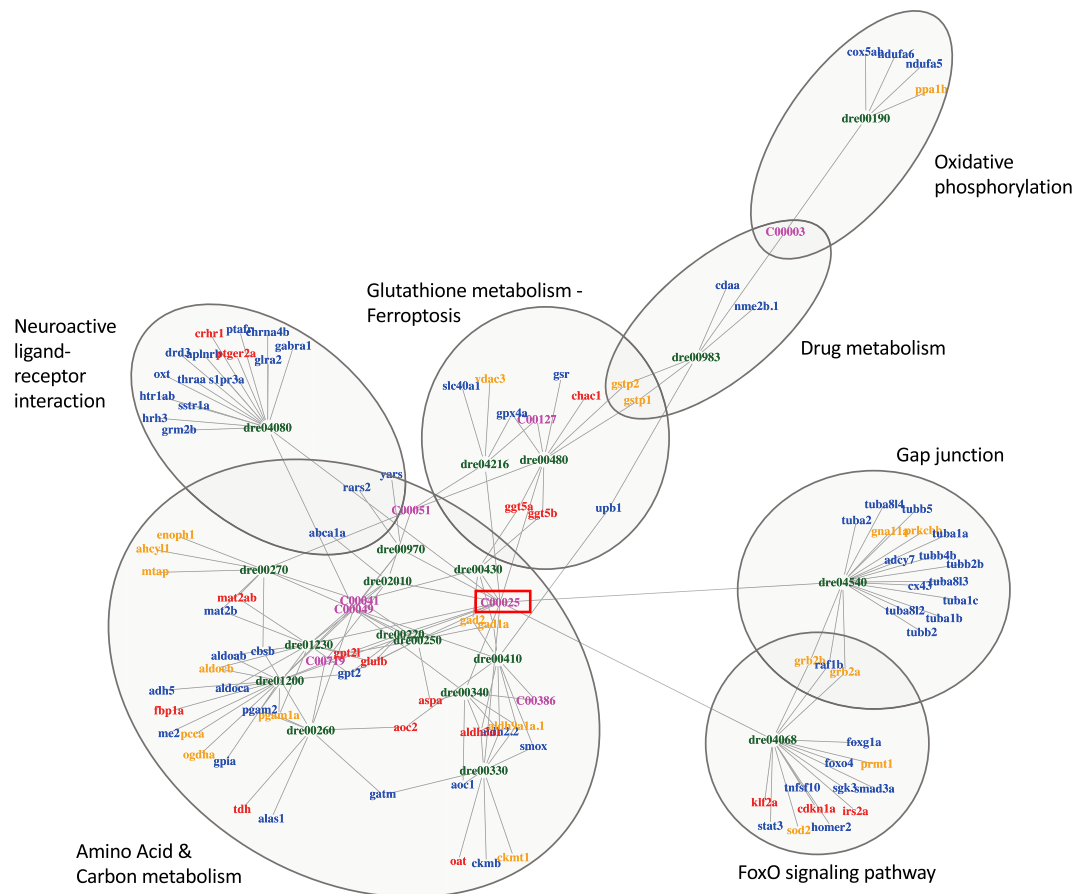 cox5ab
ndufa6
ndufa5
ppa1b
dre00190
Oxidative
phosphorylation
C00003
cdaa
nme2b.1
dre00983
Drug metabolism
Glutathione metabolism -
Ferroptosis
slc40a1
vdac3
gsr
chac1
gstp2
gstp1
gpx4a
C00127
dre04216
dre00480
ggt5a
ggt5b
upb1
Neuroactive
ligand-
receptor
interaction
crhr1
ptafr
chrna4b
gabra1
drd3
aplnrb
ptger2a
glra2
oxt
thraa
s1pr3a
htr1ab
sstr1a
hrh3
grm2b
dre04080
yars
rars2
C00051
abca1a
dre00970
enoph1
ahcyl1
mtap
dre00270
dre02010
dre00430
C00041
C00049
C00025
mat2ab
mat2b
gad2
gad1a
dre00220
dre00250
dre01230
cbsb
aldoab
gpt2l
glulb
C00719
gpt2
aldocb
dre01200
aldoca
adh5
fbp1a
pgam2
pgam1a
me2
pcca
dre00260
ogdha
gpia
dre00410
dre00340
aspa
C00386
aoc2
aldh9a1a.1
smox
dre00330
aoc1
gatm
tdh
alas1
oat
ckmb
ckmt1
Amino Acid &
Carbon metabolism
Gap junction
tuba8l4
tubb5
tuba2
gna11a
prkcbb
tuba1a
adcy7
tubb4b
tubb2b
dre04540
cx43
tuba8l3
tuba1c
tuba8l2
tuba1b
tubb2
grb2b
raf1b
grb2a
dre04068
foxg1a
foxo4
prmt1
tnfsf10
sgk3
smad3a
klf2a
cdkn1a
irs2a
stat3
sod2
homer2
FoxO signaling pathway